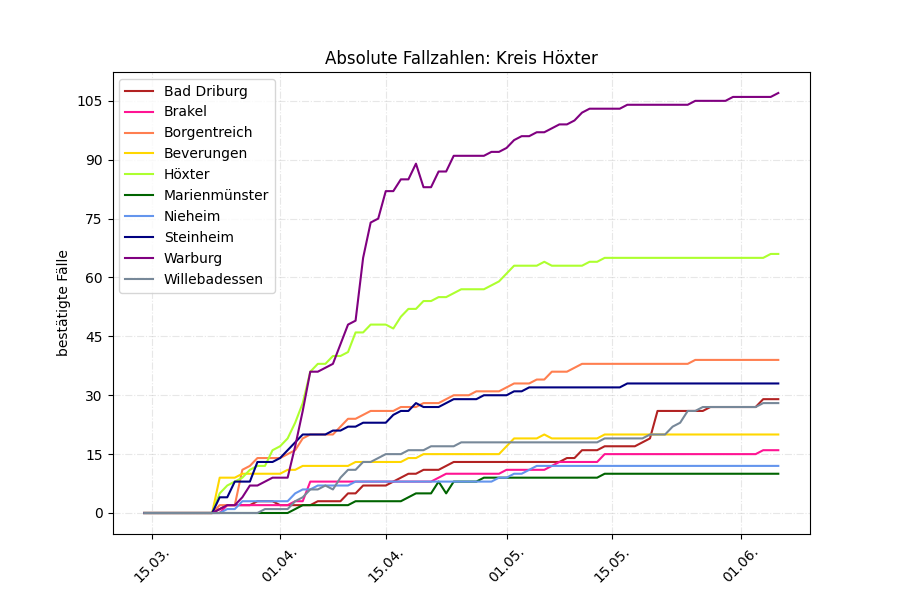 Absolute Fallzahlen: Kreis Höxter
bestätigte Fälle
105
90
75
60
45
30
15
0
Bad Driburg
Brakel
Borgentreich
Beverungen
Höxter
Marienmünster
Nieheim
Steinheim
Warburg
Willebadessen
15.03.
01.04.
15.04.
01.05.
15.05.
01.06.